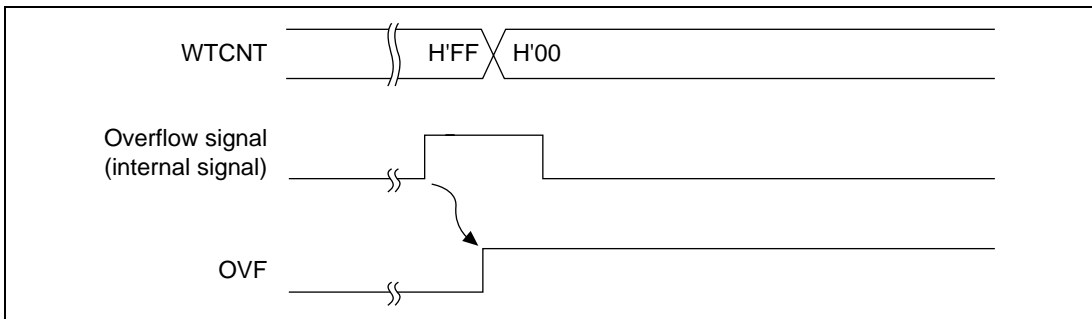 WTCNT H'FF H'00
Overflow signal
(internal signal)
OVF